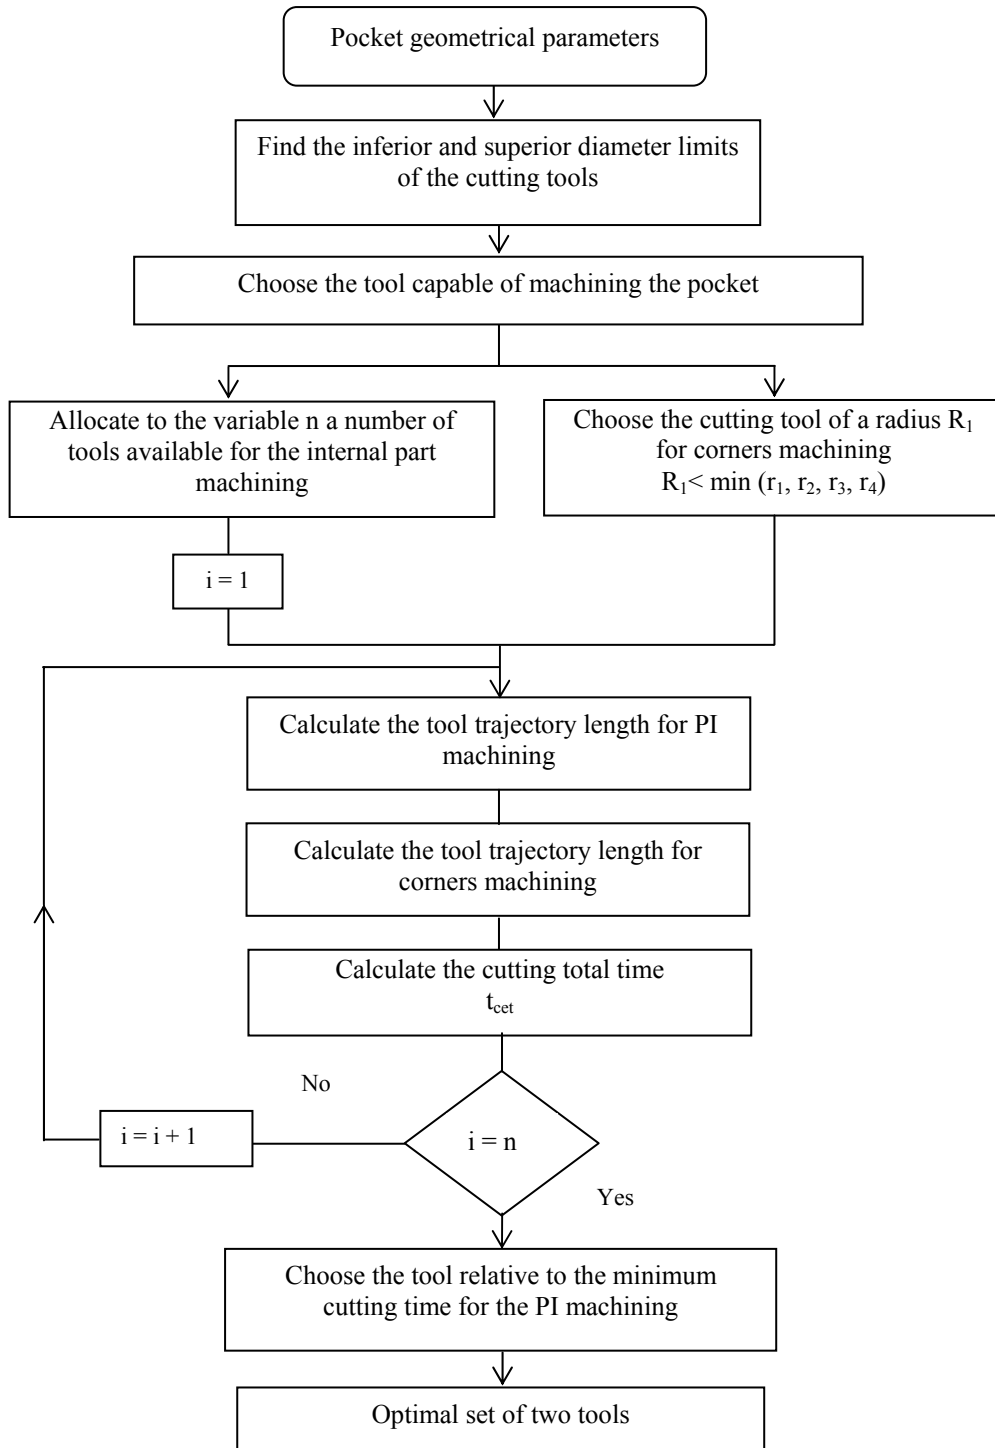 Pocket geometrical parameters
Find the inferior and superior diameter limits
of the cutting tools
Choose the tool capable of machining the pocket
Allocate to the variable n a number of
tools available for the internal part
machining
Choose the cutting tool of a radius R₁
for corners machining
R₁< min (r₁, r₂, r₃, r₄)
i = 1
Calculate the tool trajectory length for PI
machining
Calculate the tool trajectory length for
corners machining
Calculate the cutting total time
t_cet
No
i = i + 1
i = n
Yes
Choose the tool relative to the minimum
cutting time for the PI machining
Optimal set of two tools